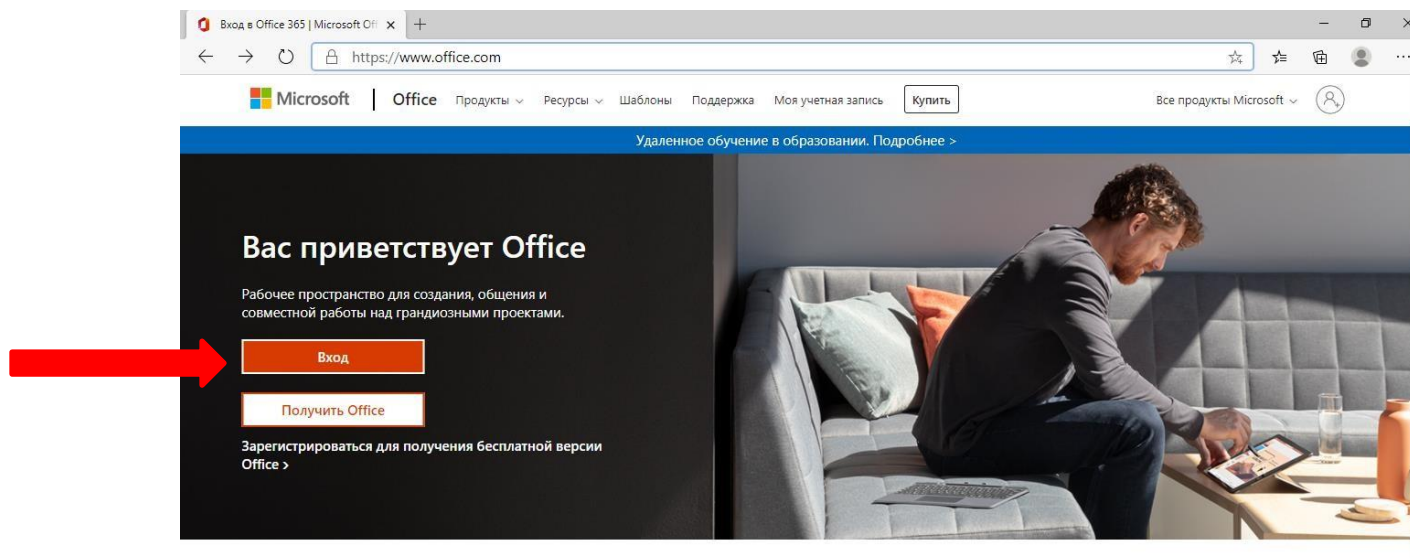 Вход в Office 365 | Microsoft Off
https://www.office.com
Microsoft | Office Продукты Ресурсы Шаблоны Поддержка Моя учетная запись Купить Все продукты Microsoft
Удаленное обучение в образовании. Подробнее >
Вас приветствует Office
Рабочее пространство для создания, общения и
совместной работы над грандиозными проектами.
Вход
Получить Office
Зарегистрироваться для получения бесплатной версии
Office >